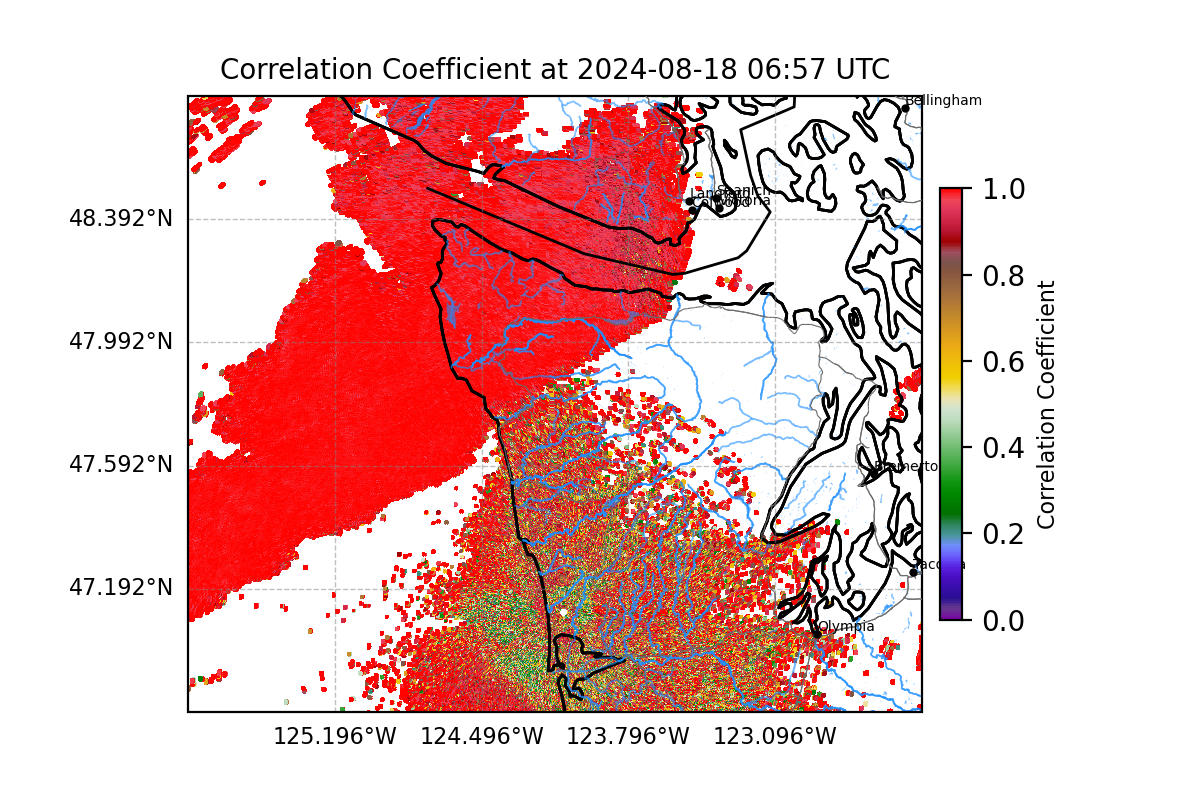 Correlation Coefficient at 2024-08-18 06:57 UTC
Bellingham
1.0
Saanich
48.392°N
0.8
47.992°N
0.6
Correlation Coefficient
47.592°N
0.4
0.2
47.192°N
Olympia
0.0
125.196°W 124.496°W 123.796°W 123.096°W